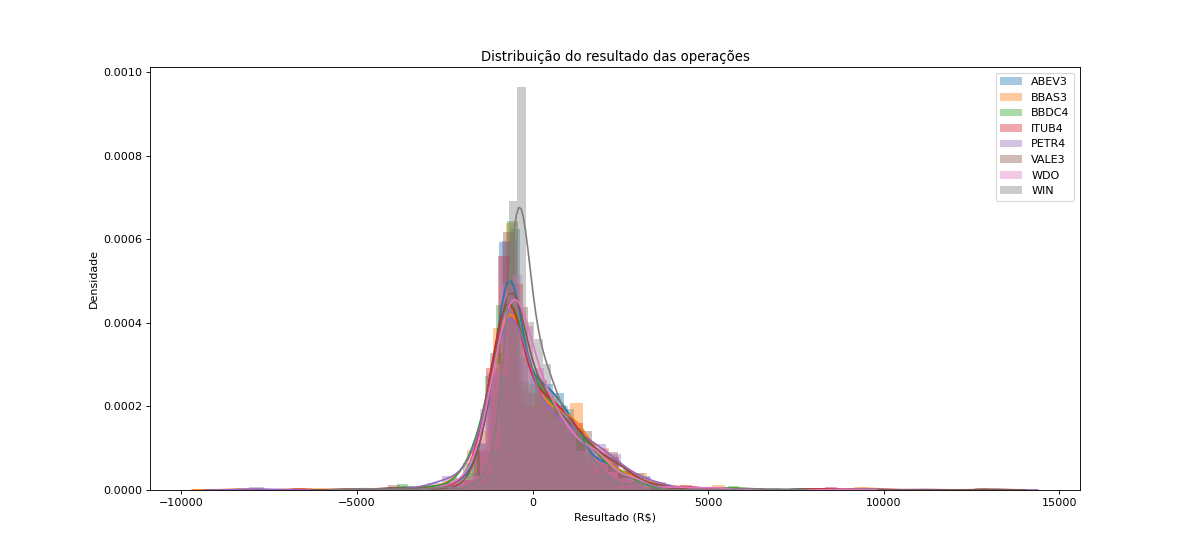 Distribuição do resultado das operações
0.0010
0.0008
0.0006
0.0004
0.0002
0.0000
Densidade
−10000 −5000 0 5000 10000 15000
Resultado (R$)
ABEV3
BBAS3
BBDC4
ITUB4
PETR4
VALE3
WDO
WIN